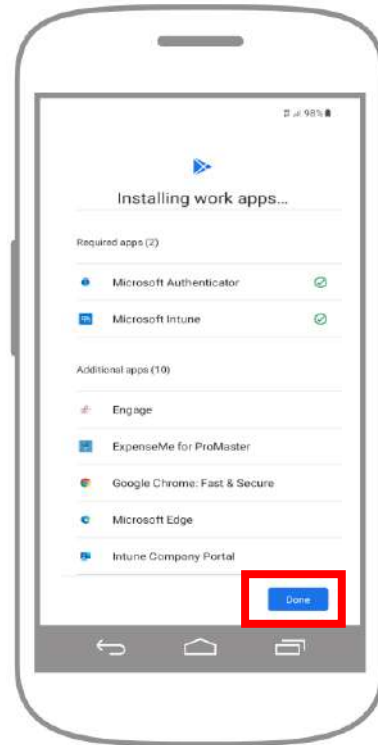 98%
Installing work apps...
Required apps (2)
Microsoft Authenticator
Microsoft Intune
Additional apps (10)
Engage
ExpenseMe for ProMaster
Google Chrome: Fast & Secure
Microsoft Edge
Intune Company Portal
Done